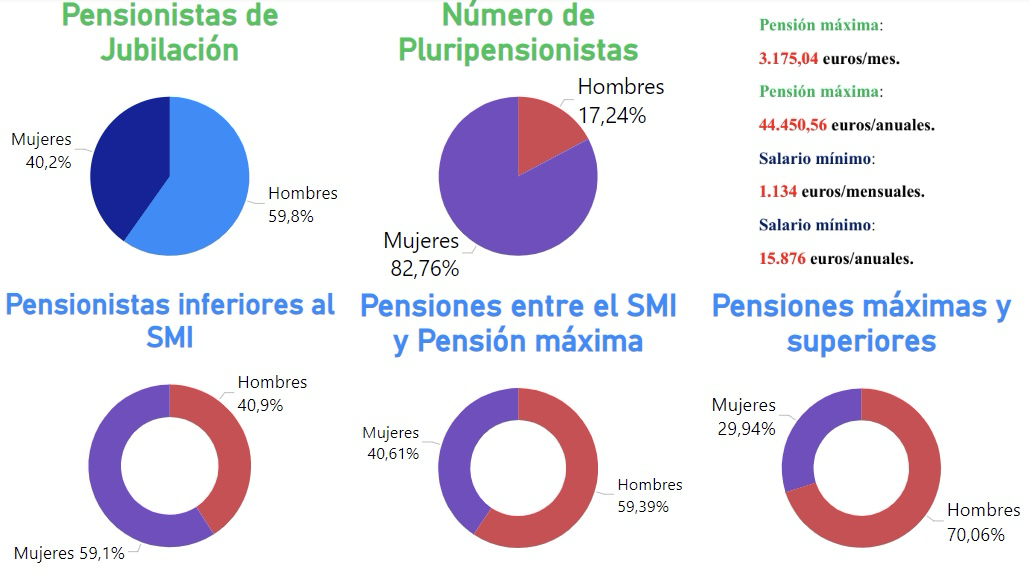 Pensionistas de
Jubilación
Mujeres
40,2%
Hombres
59,8%
Número de
Pluripensionistas
Hombres
17,24%
Mujeres
82,76%
Pensión máxima:
3.175,04 euros/mes.
Pensión máxima:
44.450,56 euros/anuales.
Salario mínimo:
1.134 euros/mensuales.
Salario mínimo:
15.876 euros/anuales.
Pensionistas inferiores al
SMI
Hombres
40,9%
Mujeres 59,1%
Pensiones entre el SMI
y Pensión máxima
Mujeres
40,61%
Hombres
59,39%
Pensiones máximas y
superiores
Mujeres
29,94%
Hombres
70,06%